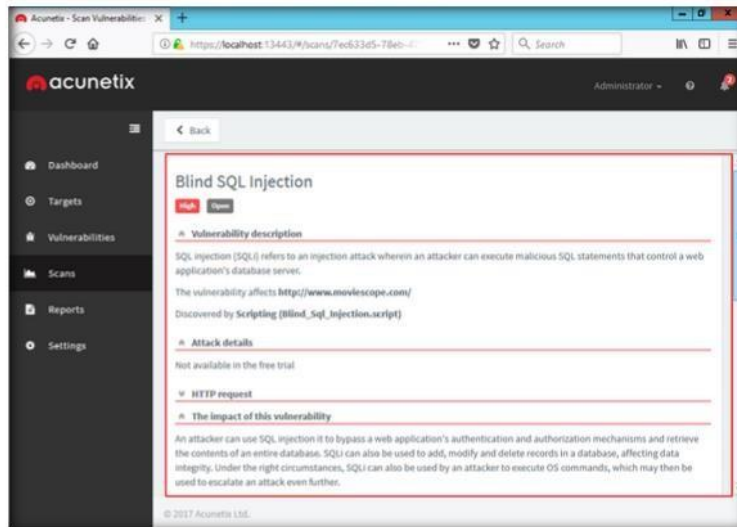 Acunetix - Scan Vulnerabilities
https://localhost:13443/#/scans/7ec633d5-78eb-4
Search
acunetix
Administrator
2
Back
Dashboard
Targets
Vulnerabilities
Scans
Reports
Settings
Blind SQL Injection
High Open
Vulnerability description
SQL injection (SQLi) refers to an injection attack wherein an attacker can execute malicious SQL statements that control a web
application's database server.
The vulnerability affects http://www.moviescope.com/
Discovered by Scripting (Blind_Sql_Injection.script)
Attack details
Not available in the free trial
HTTP request
The impact of this vulnerability
An attacker can use SQL injection it to bypass a web application's authentication and authorization mechanisms and retrieve
the contents of an entire database. SQLi can also be used to add, modify and delete records in a database, affecting data
integrity. Under the right circumstances, SQLi can also be used by an attacker to execute OS commands, which may then be
used to escalate an attack even further.
© 2017 Acunetix Ltd.